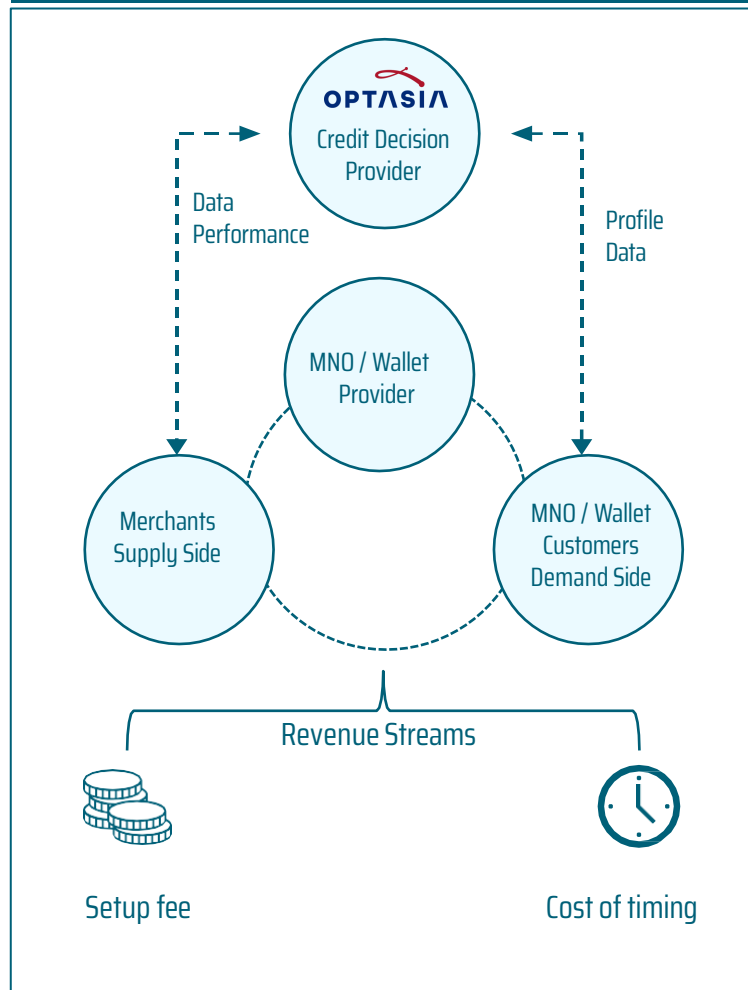 OPTASIA
Credit Decision
Provider
Data
Performance
Profile
Data
MNO / Wallet
Provider
Merchants
Supply Side
MNO / Wallet
Customers
Demand Side
Revenue Streams
Setup fee
Cost of timing